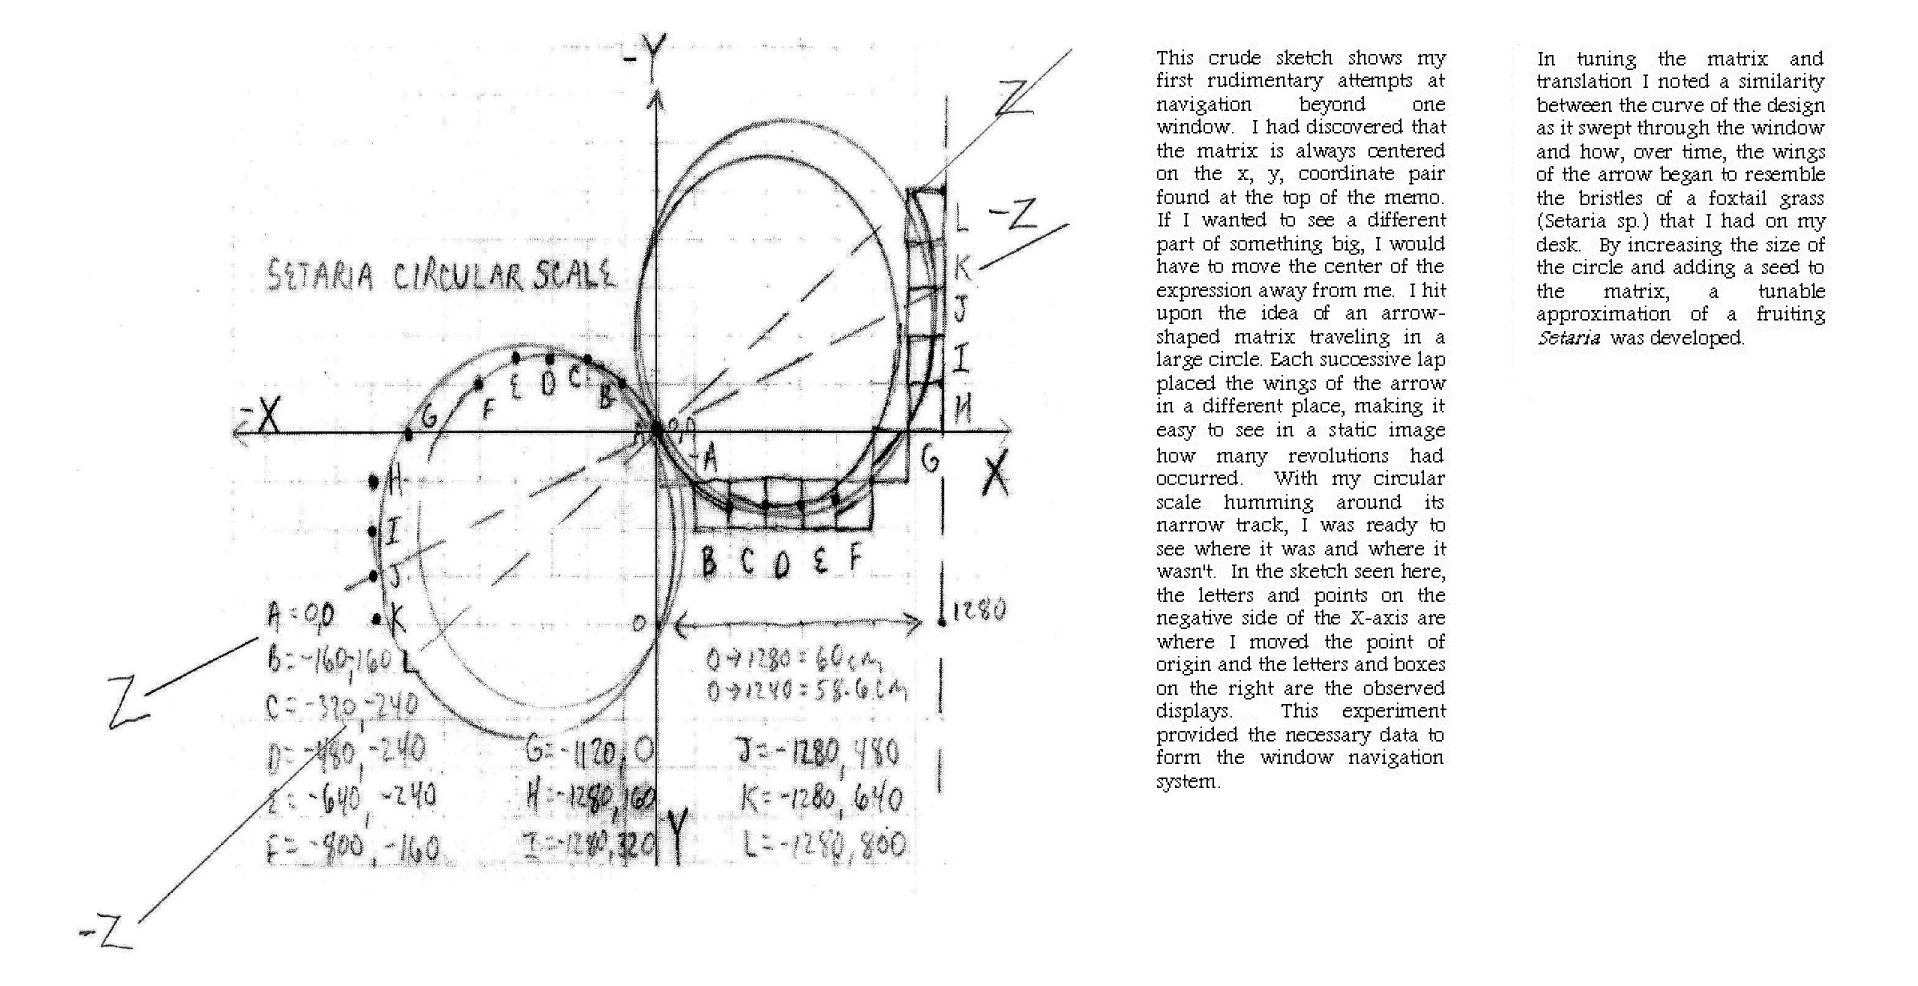 -Y
Z
-Z
SETARIA CIRCULAR SCALE
L
K
J
I
H
G
-X
X
G
F
E
D
C
B
A
0,0
-A
H
I
J
K
L
B C D E F
A = 0,0
B = -160,-160
C = -320,-240
D = -480,-240
E = -640, -240
F = -800, -160
0
1280
0→1280 = 60cm
0→1240 = 58.6cm
G = -1120, 0
H = -1280,160
I = -1280,320
J = -1280, 480
K = -1280, 640
L = -1280, 800
Y
Z
-Z
This crude sketch shows my
first rudimentary attempts at
navigation beyond one
window. I had discovered that
the matrix is always centered
on the x, y, coordinate pair
found at the top of the memo.
If I wanted to see a different
part of something big, I would
have to move the center of the
expression away from me. I hit
upon the idea of an arrow-
shaped matrix traveling in a
large circle. Each successive lap
placed the wings of the arrow
in a different place, making it
easy to see in a static image
how many revolutions had
occurred. With my circular
scale humming around its
narrow track, I was ready to
see where it was and where it
wasn't. In the sketch seen here,
the letters and points on the
negative side of the X-axis are
where I moved the point of
origin and the letters and boxes
on the right are the observed
displays. This experiment
provided the necessary data to
form the window navigation
system.
In tuning the matrix and
translation I noted a similarity
between the curve of the design
as it swept through the window
and how, over time, the wings
of the arrow began to resemble
the bristles of a foxtail grass
(Setaria sp.) that I had on my
desk. By increasing the size of
the circle and adding a seed to
the matrix, a tunable
approximation of a fruiting
Setaria was developed.